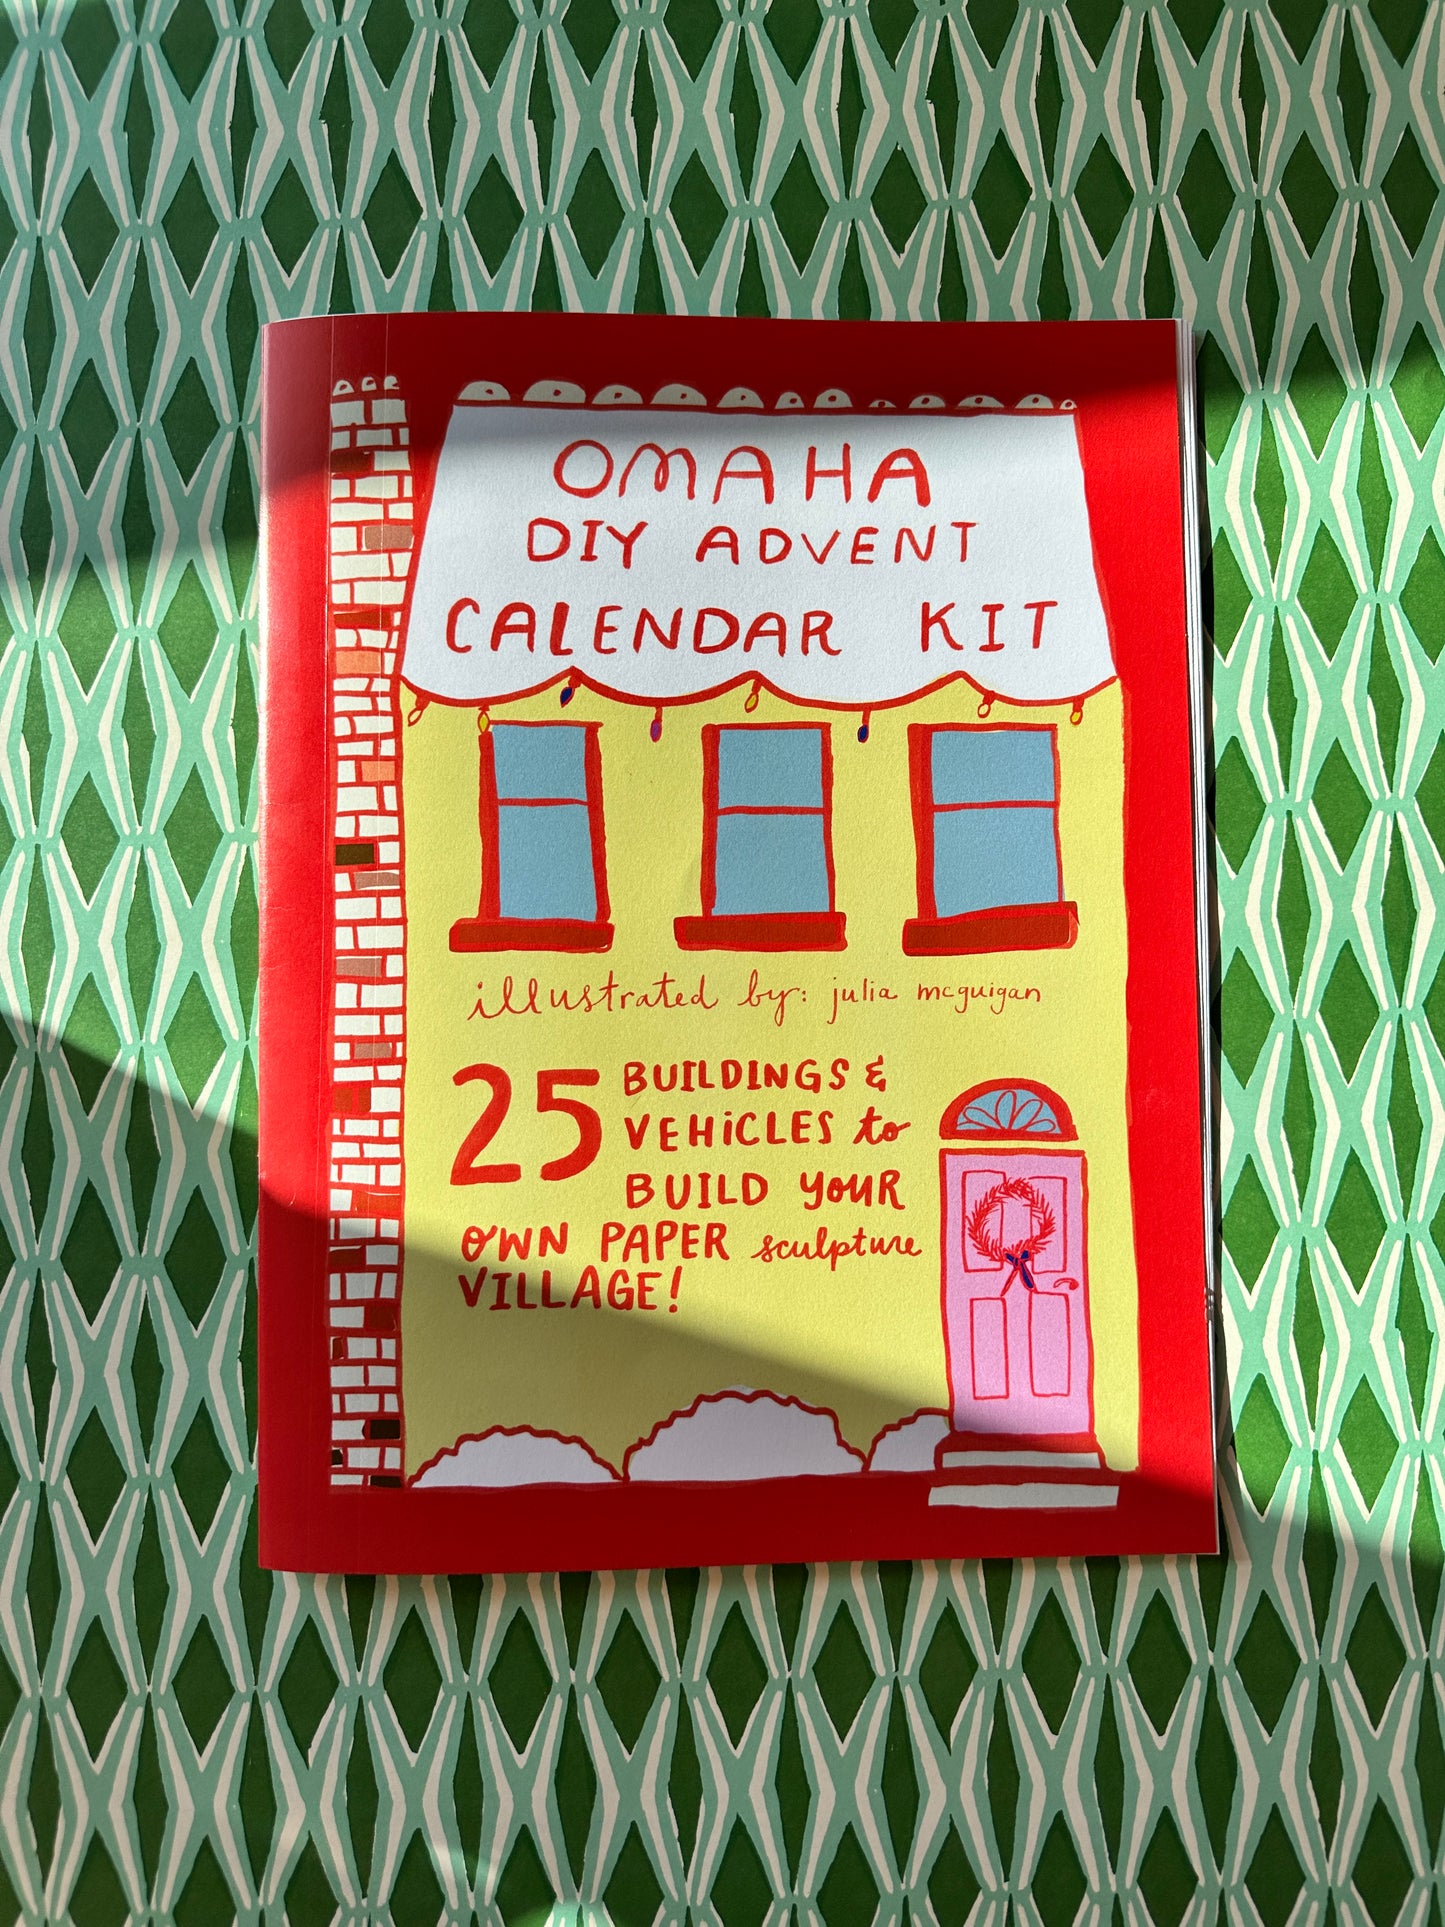 OMAHA
DIY ADVENT
CALENDAR KIT
illustrated by: julia mcguigan
25 BUILDINGS &
VEHiCLES to
BUILD YOUR
OWN PAPER sculpture
VILLAGE!